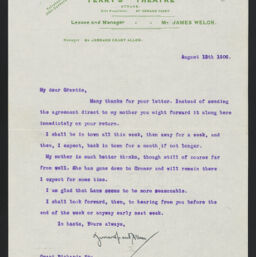 TERRY'S THEATRE
Lessee and Manager Mr JAMES WELCH.
August 15th 1906.
My dear Grantie,
Many thanks for your letter. Instead of sending
the agreement direct to my mother you might forward it along here
immediately on your return.
I shall be in town all this week, then away for a week, and
then, I expect, back in town for a month if not longer.
My mother is much better thinks, though still of course far
from well. She has gone down to Cromer and will remain there
I expect for some time.
I am glad that Lane seems to be more reasonable.
I shall look forward, then, to hearing from you before the
end of the week or anyway early next week.
In haste, Yours always,